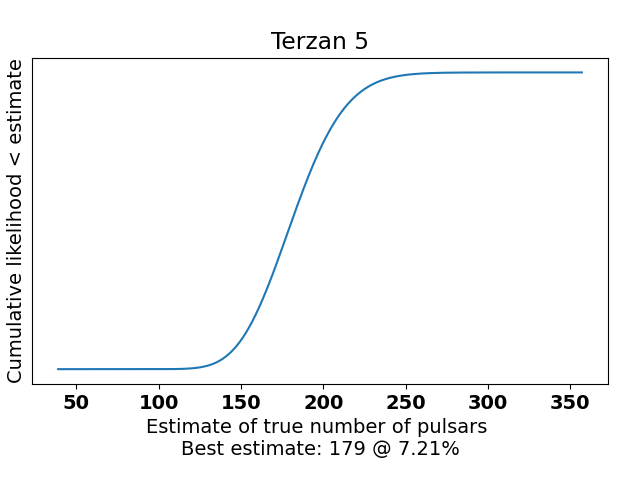 Terzan 5
Cumulative likelihood < estimate
50 100 150 200 250 300 350
Estimate of true number of pulsars
Best estimate: 179 @ 7.21%